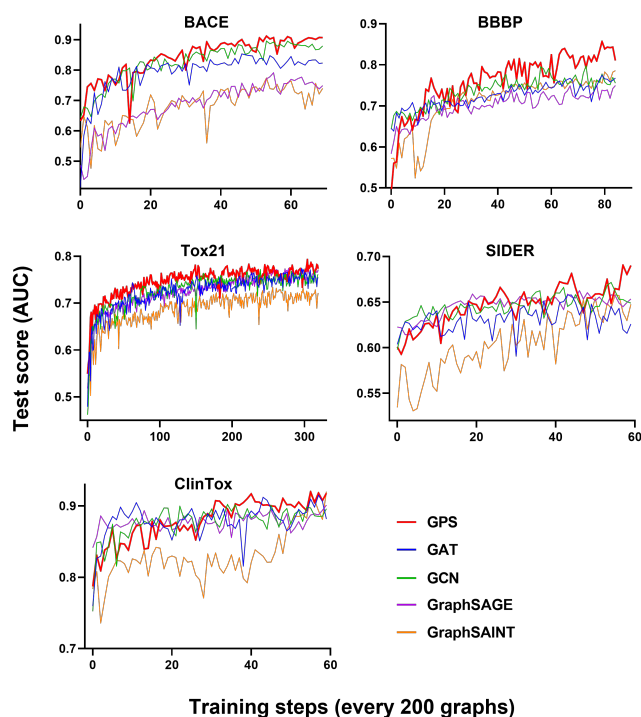 BACE
0.9
0.8
0.7
0.6
0.5
0 20 40 60
BBBP
0.9
0.8
0.7
0.6
0.5
0 20 40 60 80
Test score (AUC)
Tox21
0.8
0.7
0.6
0.5
0 100 200 300
SIDER
0.70
0.65
0.60
0.55
0 20 40 60
ClinTox
0.9
0.8
0.7
0 20 40 60
GPS
GAT
GCN
GraphSAGE
GraphSAINT
Training steps (every 200 graphs)